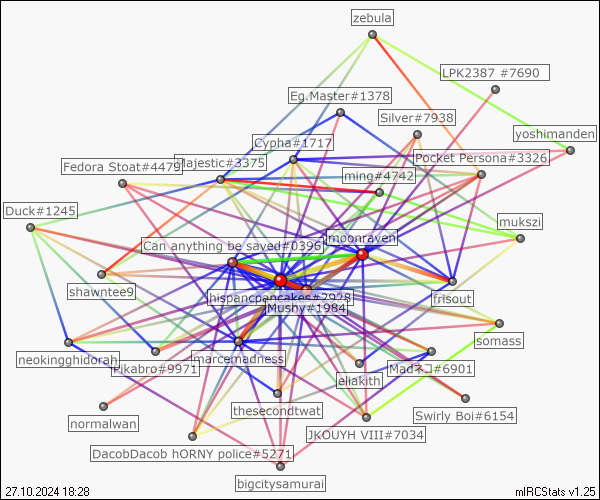 zebula
LPK2387 #7690
Eg.Master#1378
Silver#7938
yoshimanden
Cypha#1717
Pocket Persona#3326
Fedora Stoat#4479
Majestic#3375
ming#4742
Duck#1245
mukszi
moonraven
Can anything be saved#0396
shawntee9
frisout
hispancpancakes#2928
Mushy#1984
somass
neokingghidorah
Pikabro#9971
marcemadness
eliakith
Madネコ#6901
normalwan
thesecondtwat
Swirly Boi#6154
JKOUYH VIII#7034
DacobDacob hORNY police#5271
bigcitysamurai
27.10.2024 18:28
mIRCStats v1.25